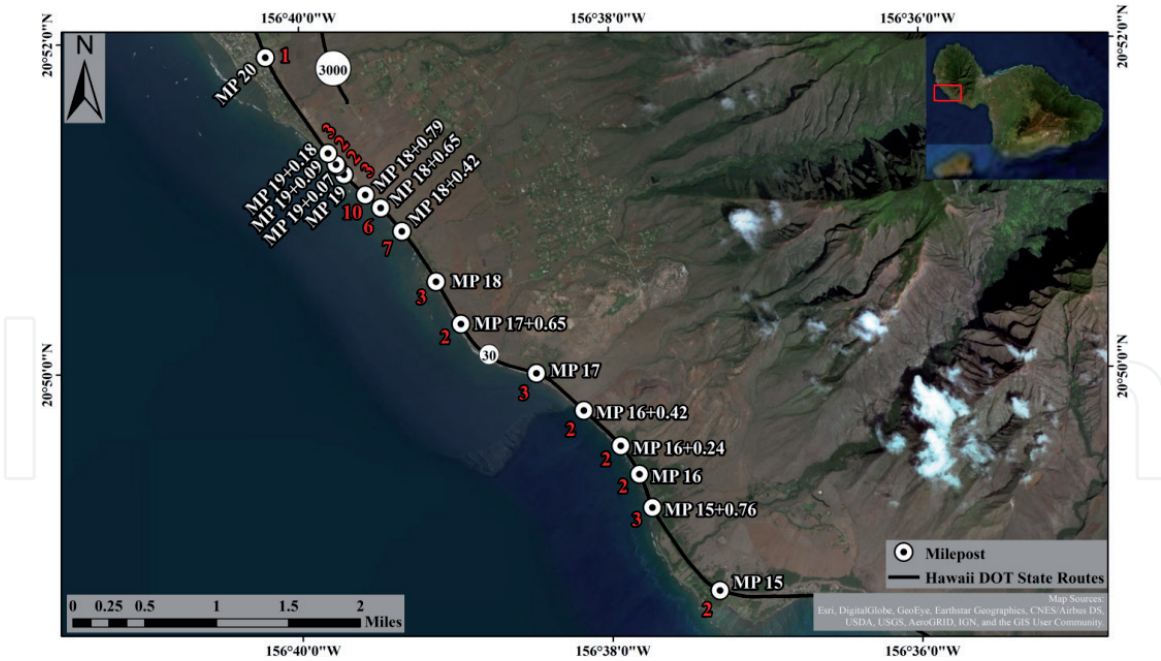 156°40'0"W 156°38'0"W 156°36'0"W
20°52'0"N
20°52'0"N
N
1
3000
MP 20
3
2
2
3
MP 19+0.18
MP 19+0.09
MP 19+0.07
MP 19
MP 18+0.79
MP 18+0.65
MP 18+0.42
10
6
7
MP 18
3
MP 17+0.65
2
30
20°50'0"N
20°50'0"N
MP 17
3
MP 16+0.42
2
MP 16+0.24
2
MP 16
2
MP 15+0.76
3
MP 15
2
Milepost
Hawaii DOT State Routes
Map Sources:
Esri, DigitalGlobe, GeoEye, Earthstar Geographics, CNES/Airbus DS,
USDA, USGS, AeroGRID, IGN, and the GIS User Community.
0 0.25 0.5 1 1.5 2
Miles
156°40'0"W 156°38'0"W 156°36'0"W